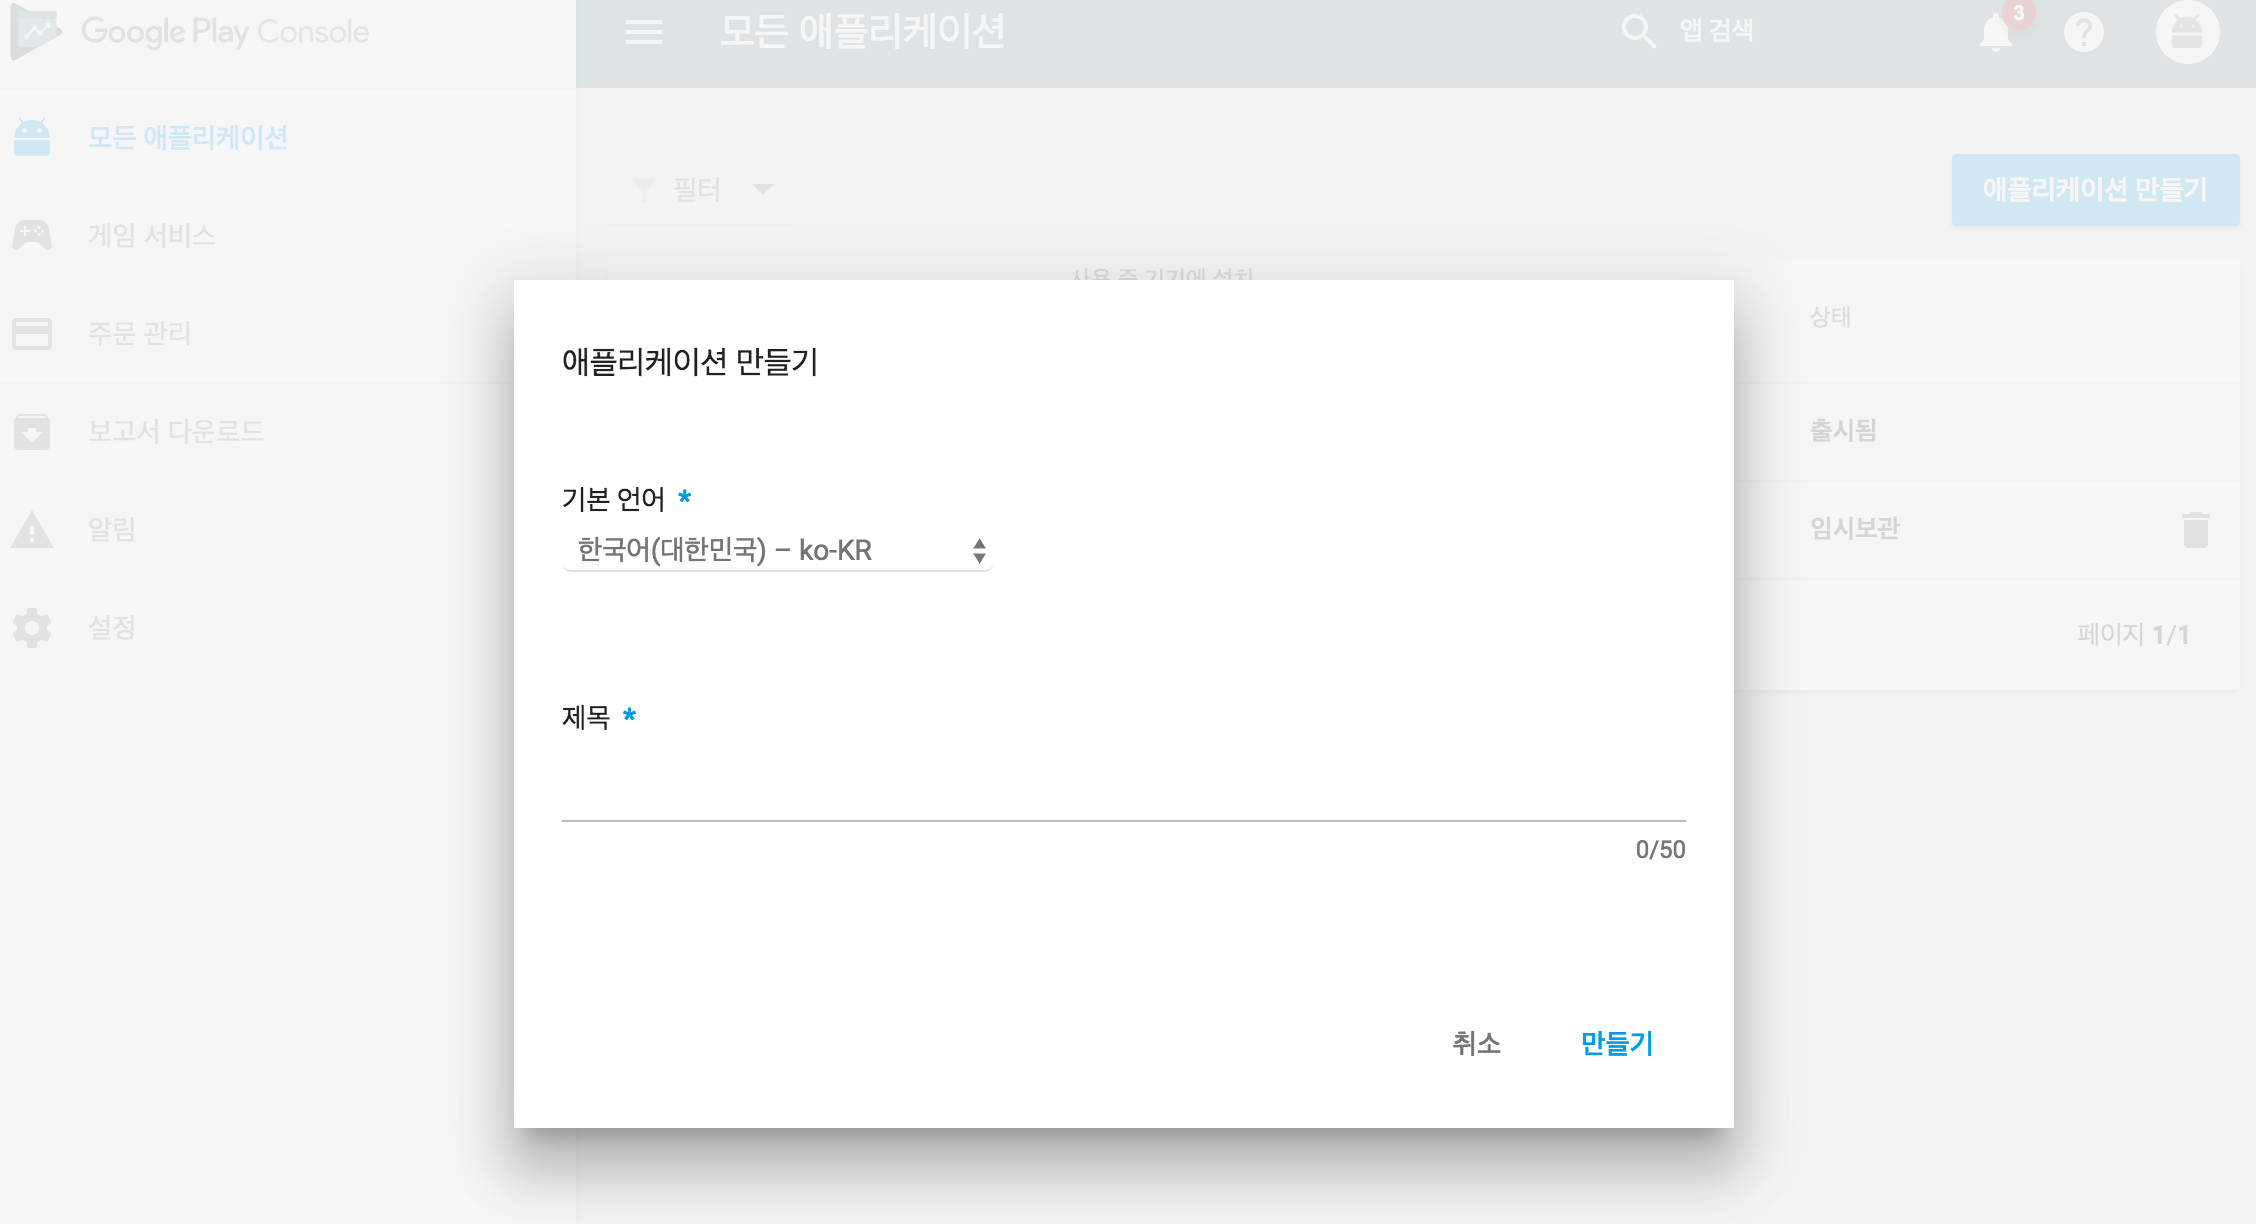 Google Play Console
모든 애플리케이션
앱 검색
3
모든 애플리케이션
게임 서비스
주문 관리
보고서 다운로드
알림
설정
필터
애플리케이션 만들기
사용 중 기기에 설치
상태
출시됨
임시보관
페이지 1/1
애플리케이션 만들기
기본 언어 *
한국어(대한민국) – ko-KR
제목 *
0/50
취소 만들기